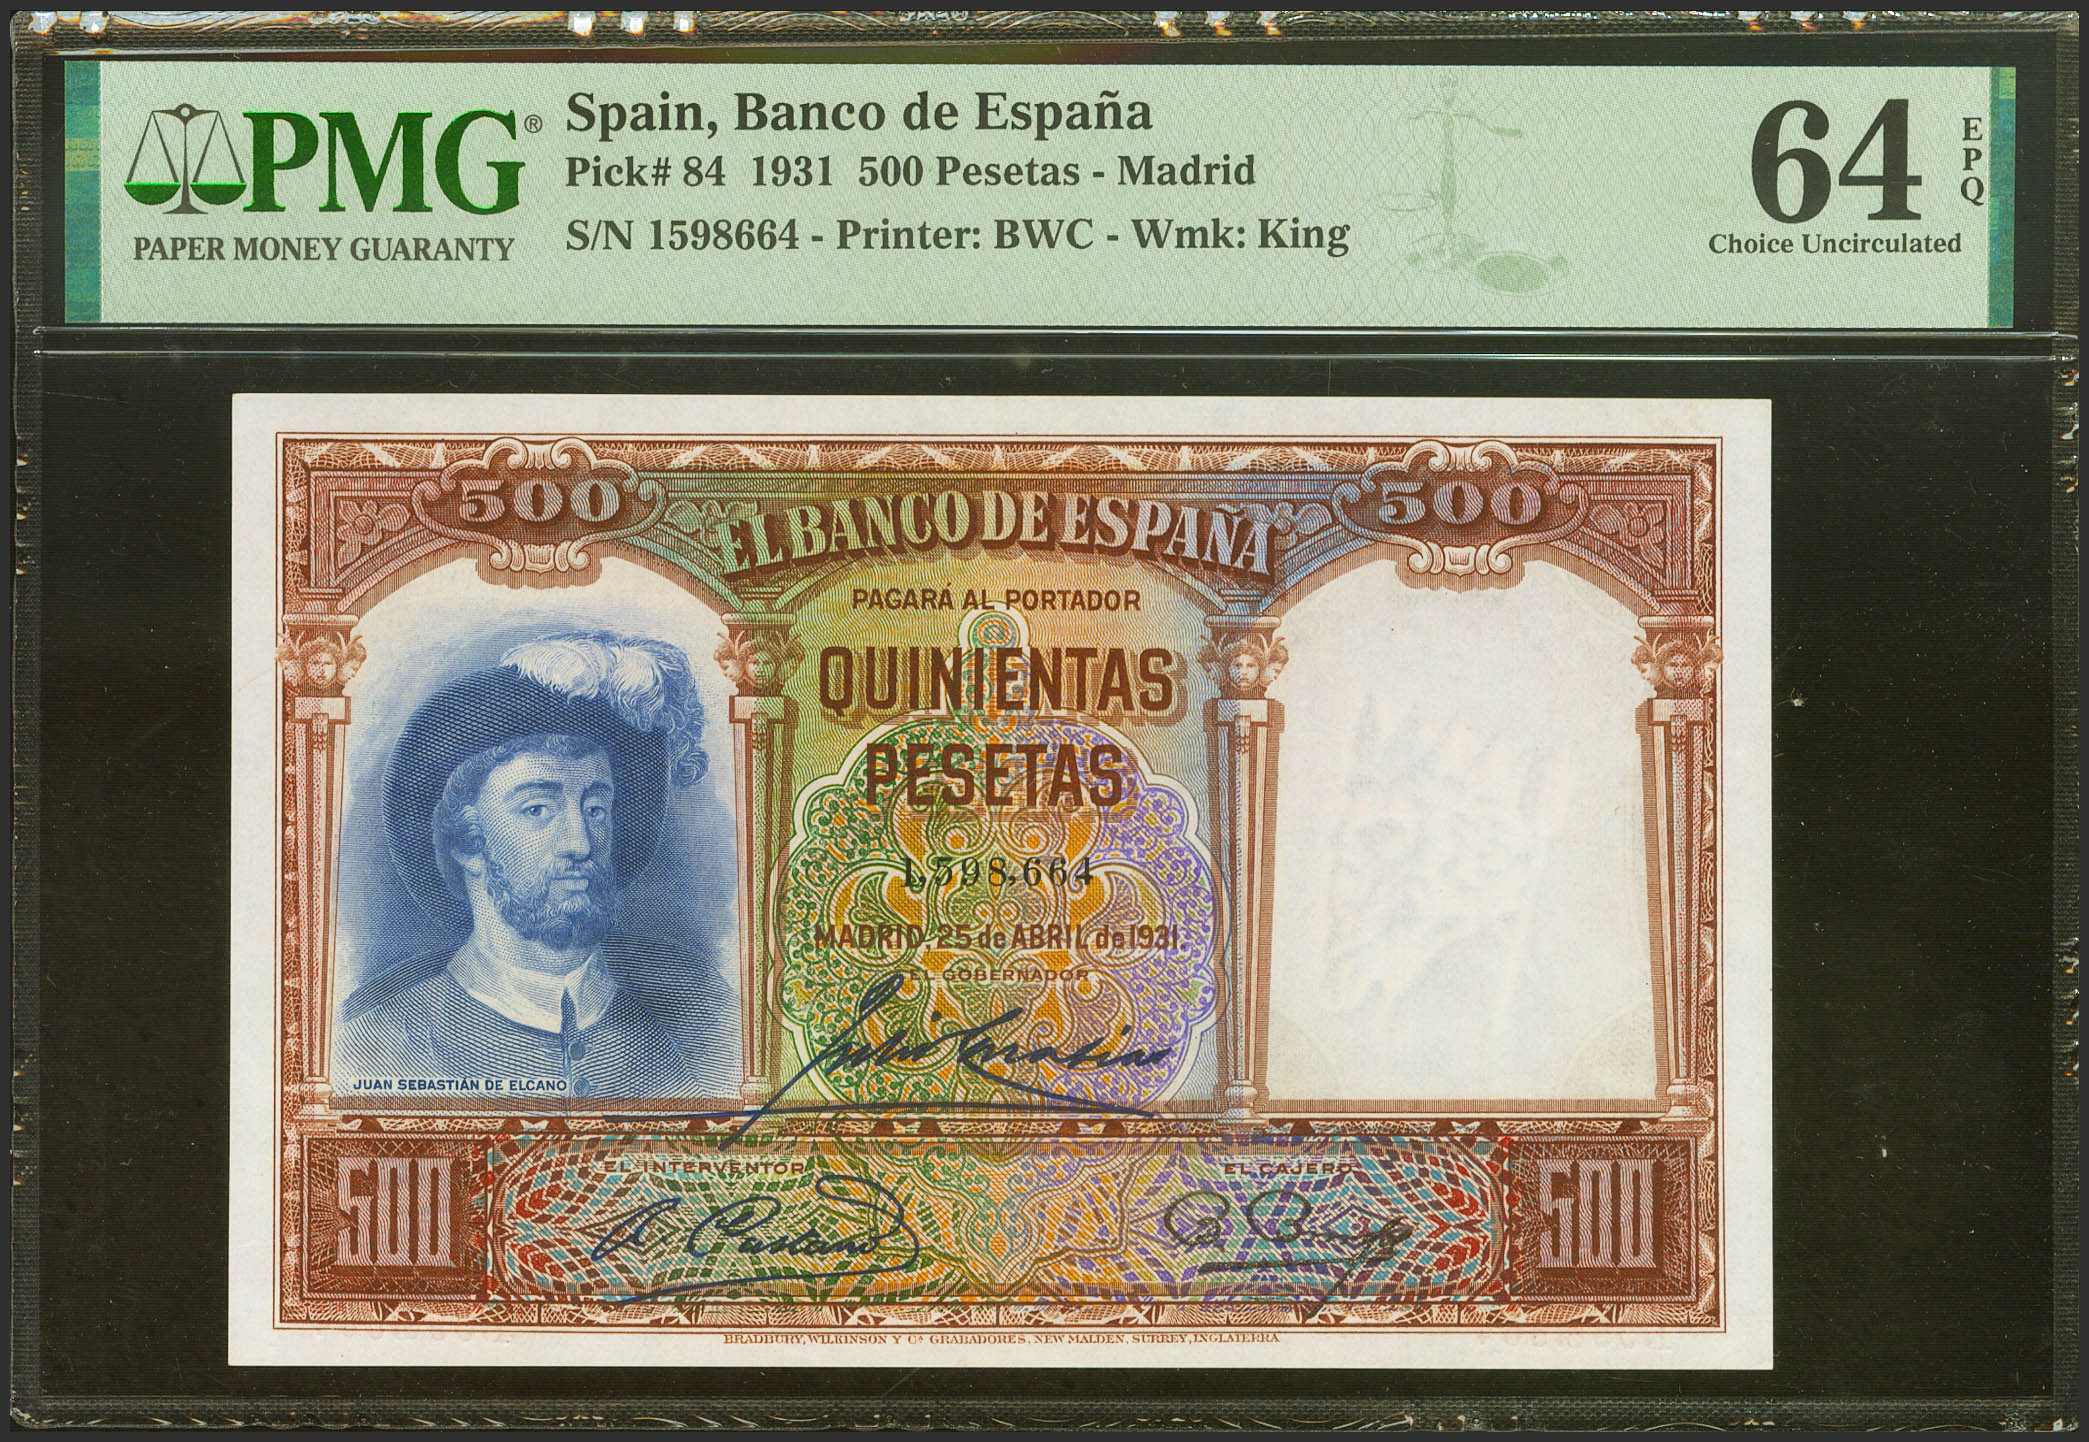 PMG®
PAPER MONEY GUARANTY
Spain, Banco de España
Pick# 84 1931 500 Pesetas - Madrid
S/N 1598664 - Printer: BWC - Wmk: King
64
EPQ
Choice Uncirculated
500
500
EL BANCO DE ESPAÑA
PAGARÁ AL PORTADOR
QUINIENTAS
PESETAS
1,598,664
MADRID, 25 de ABRIL de 1931.
EL GOBERNADOR
JUAN SEBASTIÁN DE ELCANO
EL INTERVENTOR
EL CAJERO
500
A. Castaño
500
BRADBURY, WILKINSON Y Cª GRABADORES, NEW MALDEN, SURREY, INGLATERRA